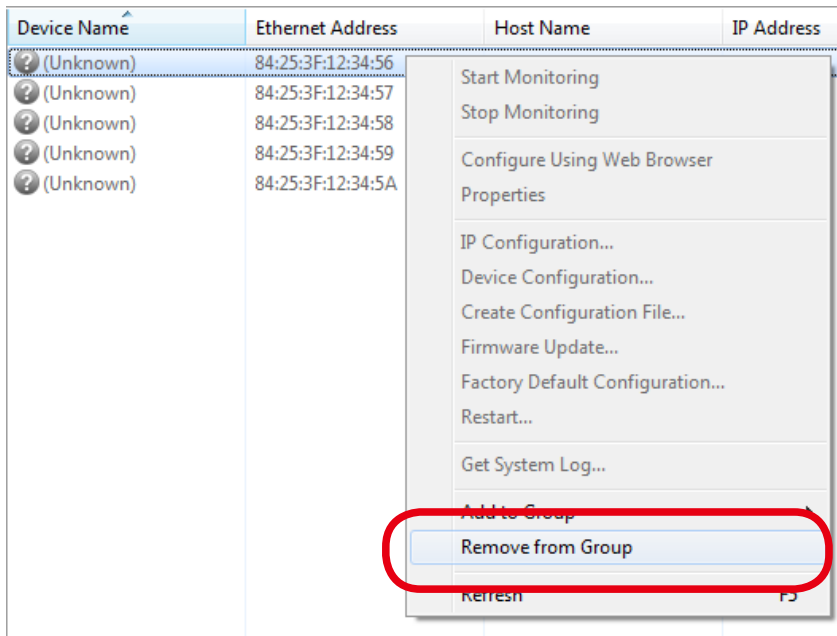 Device Name Ethernet Address Host Name IP Address
(Unknown) 84:25:3F:12:34:56
(Unknown) 84:25:3F:12:34:57
(Unknown) 84:25:3F:12:34:58
(Unknown) 84:25:3F:12:34:59
(Unknown) 84:25:3F:12:34:5A
Start Monitoring
Stop Monitoring
Configure Using Web Browser
Properties
IP Configuration...
Device Configuration...
Create Configuration File...
Firmware Update...
Factory Default Configuration...
Restart...
Get System Log...
Add to Group
Remove from Group
Refresh F5